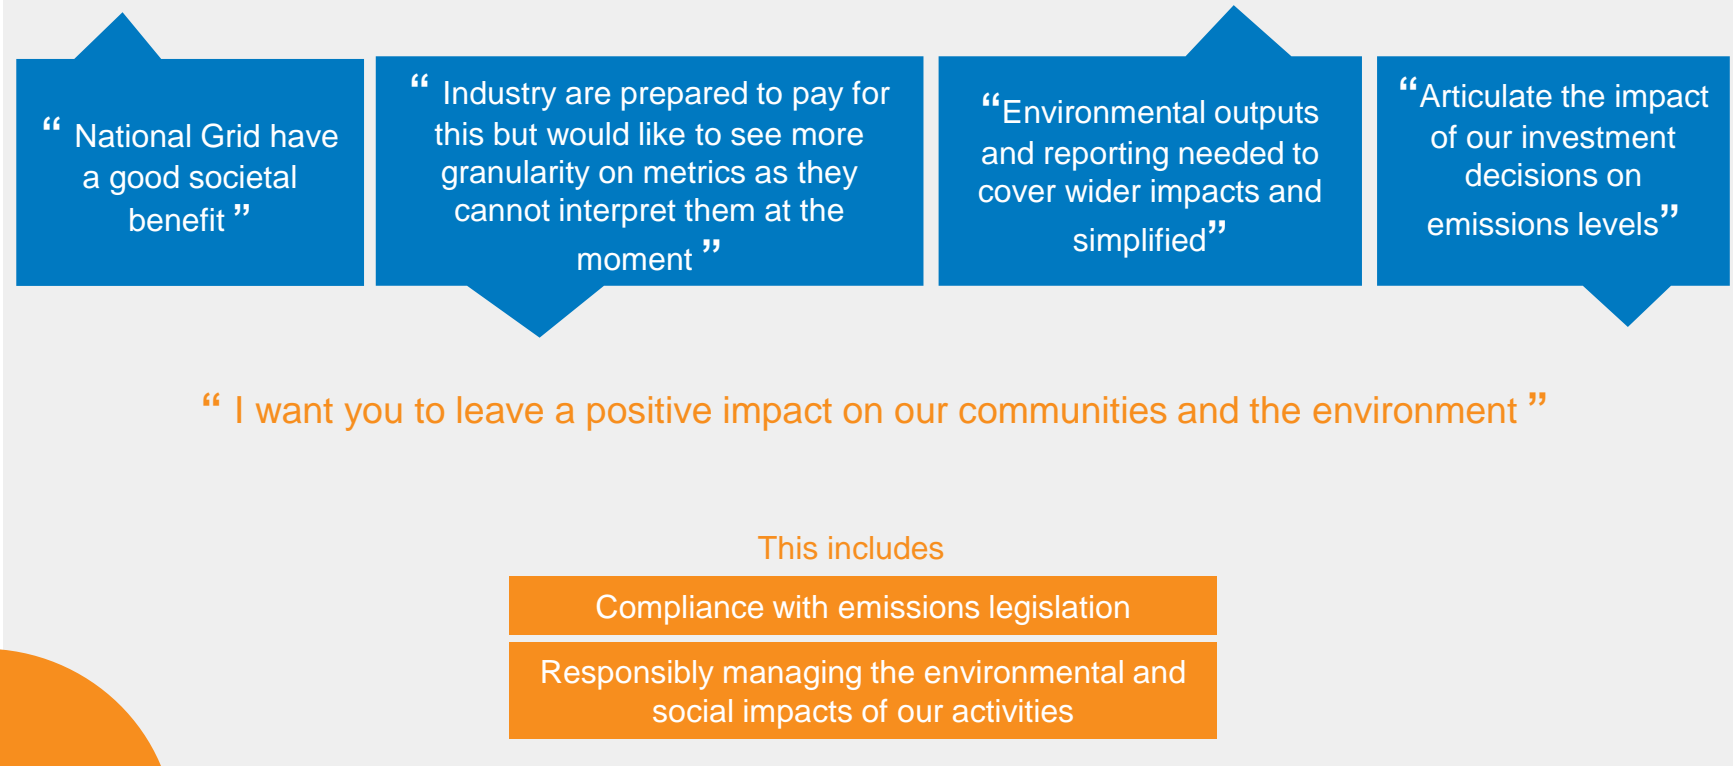 “ National Grid have
a good societal
benefit ”
“ Industry are prepared to pay for
this but would like to see more
granularity on metrics as they
cannot interpret them at the
moment ”
“Environmental outputs
and reporting needed to
cover wider impacts and
simplified”
“Articulate the impact
of our investment
decisions on
emissions levels”
“ I want you to leave a positive impact on our communities and the environment ”
This includes
Compliance with emissions legislation
Responsibly managing the environmental and
social impacts of our activities